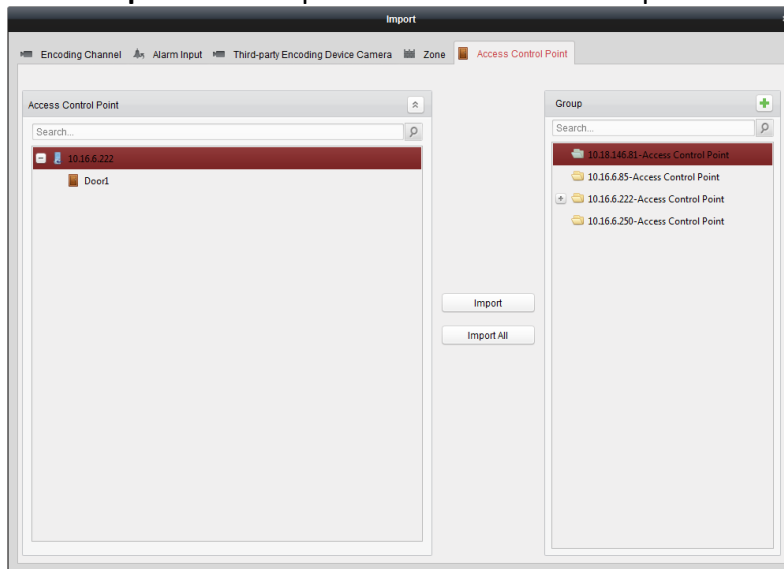 Import
Encoding Channel Alarm Input Third-party Encoding Device Camera Zone Access Control Point
Access Control Point
Search...
10.16.6.222
Door1
Import
Import All
Group
Search...
10.18.146.81-Access Control Point
10.16.6.85-Access Control Point
10.16.6.222-Access Control Point
10.16.6.250-Access Control Point